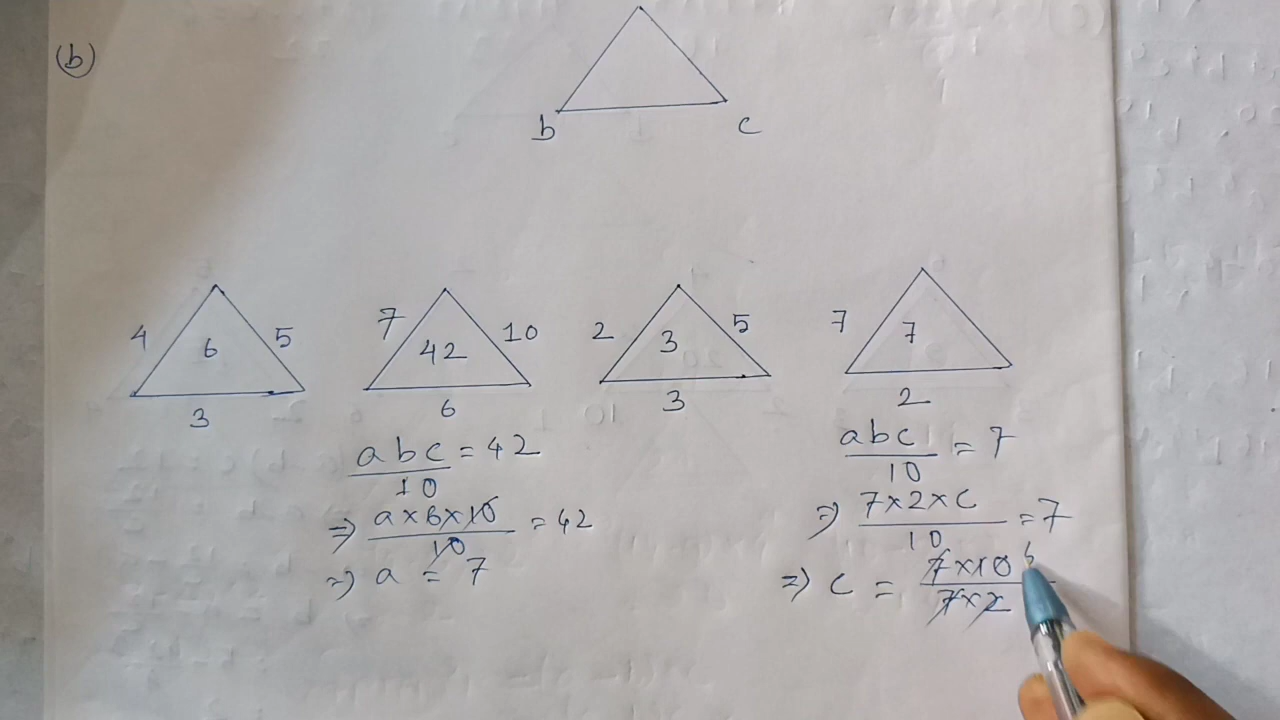 (b)
b c
4 6 5 3
7 42 10 6
2 3 5 3
7 7 2
abc/10 = 42
⇒ a×6×10/10 = 42
⇒ a = 7
abc/10 = 7
⇒ 7×2×c/10 = 7
⇒ c = 7×10/7×2